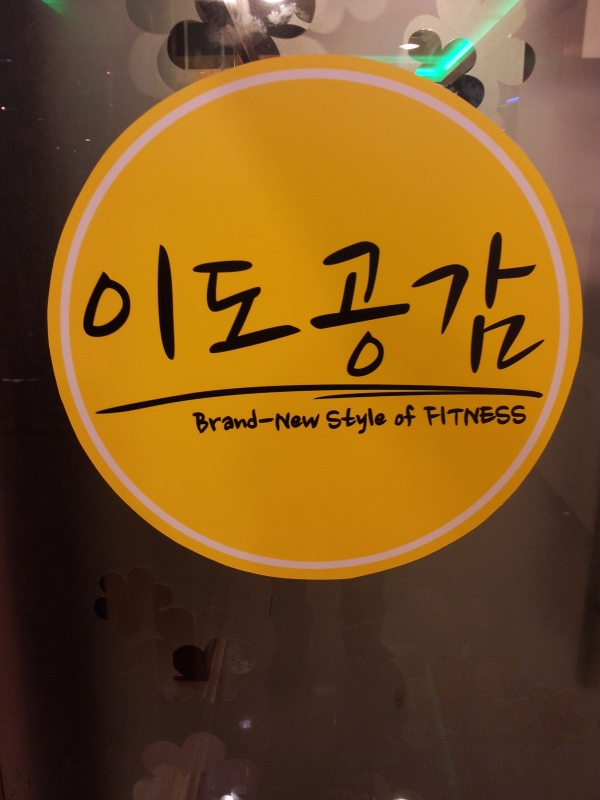 이도공감
Brand-New Style of FITNESS